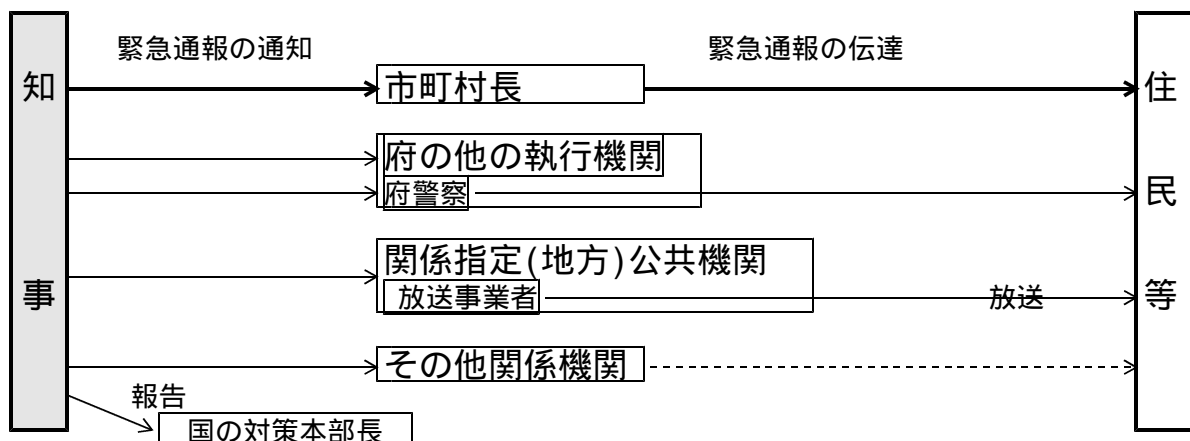 緊急通報の通知
緊急通報の伝達
知事
市町村長
府の他の執行機関
府警察
関係指定(地方)公共機関
放送事業者
放送
その他関係機関
報告
国の対策本部長
住民等